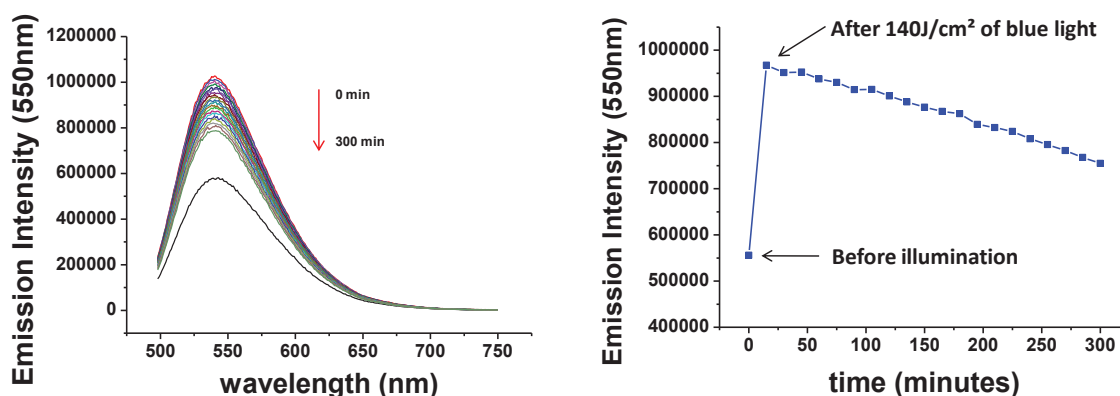 Emission Intensity (550nm)
1200000
1000000
800000
600000
400000
200000
0
0 min
300 min
500 550 600 650 700 750
wavelength (nm)
Emission Intensity (550nm)
1000000
900000
800000
700000
600000
500000
400000
After 140J/cm² of blue light
Before illumination
0 50 100 150 200 250 300
time (minutes)